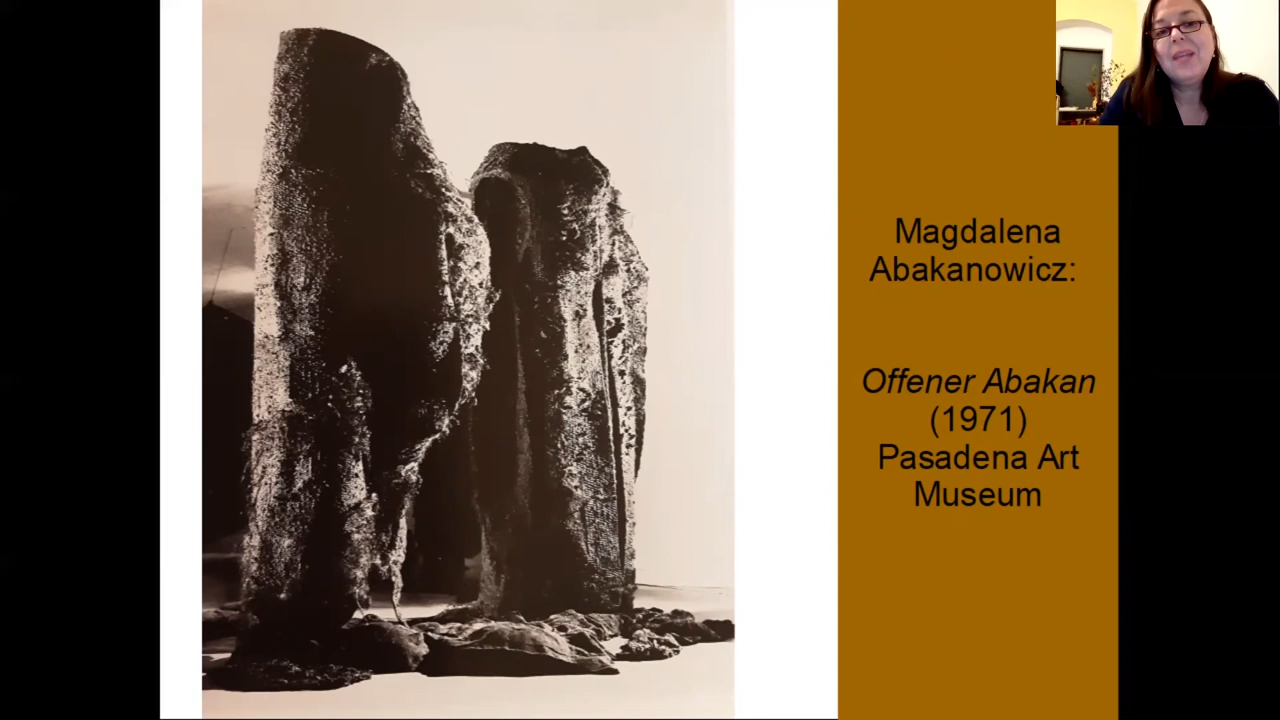 Magdalena
Abakanowicz:
Offener Abakan
(1971)
Pasadena Art
Museum